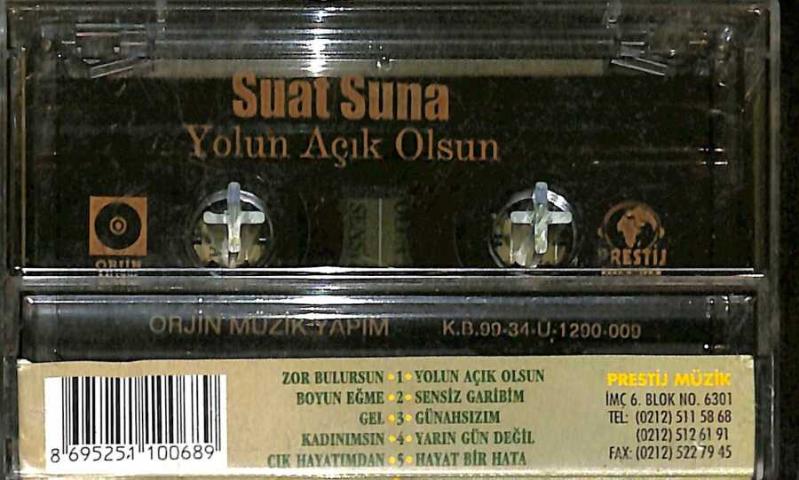 Suat Suna
Yolun Açık Olsun
ORJİN
PRESTİJ
ORJİN MÜZİK YAPIM K.B.99-34-Ü-1290-009
ZOR BULURSUN • 1 • YOLUN AÇIK OLSUN
BOYUN EĞME • 2 • SENSİZ GARİBİM
GEL • 3 • GÜNAHSIZIM
KADINIMSIN • 4 • YARIN GÜN DEĞİL
ÇIK HAYATIMDAN • 5 • HAYAT BİR HATA
8 695251 100689
PRESTİJ MÜZİK
İMÇ 6. BLOK NO. 6301
TEL: (0212) 511 58 68
(0212) 512 61 91
FAX: (0212) 522 79 45